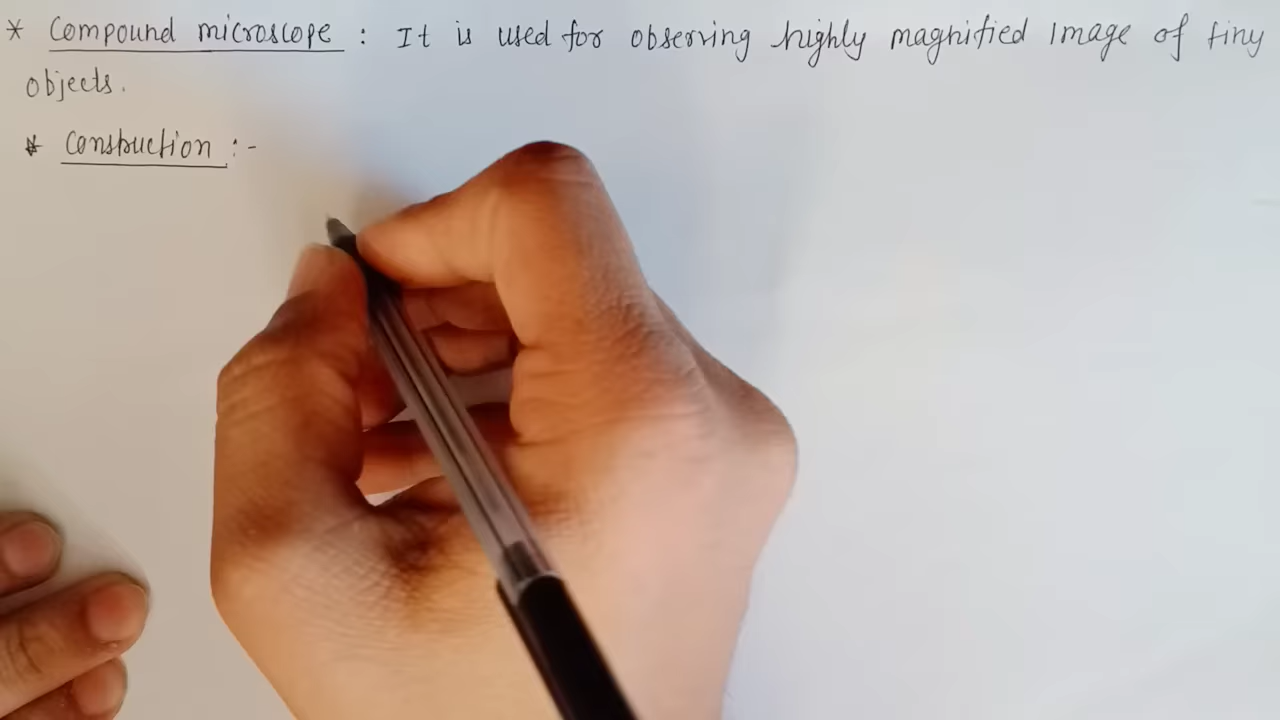 * Compound microscope : It is used for observing highly magnified Image of tiny
objects.
* Construction :-